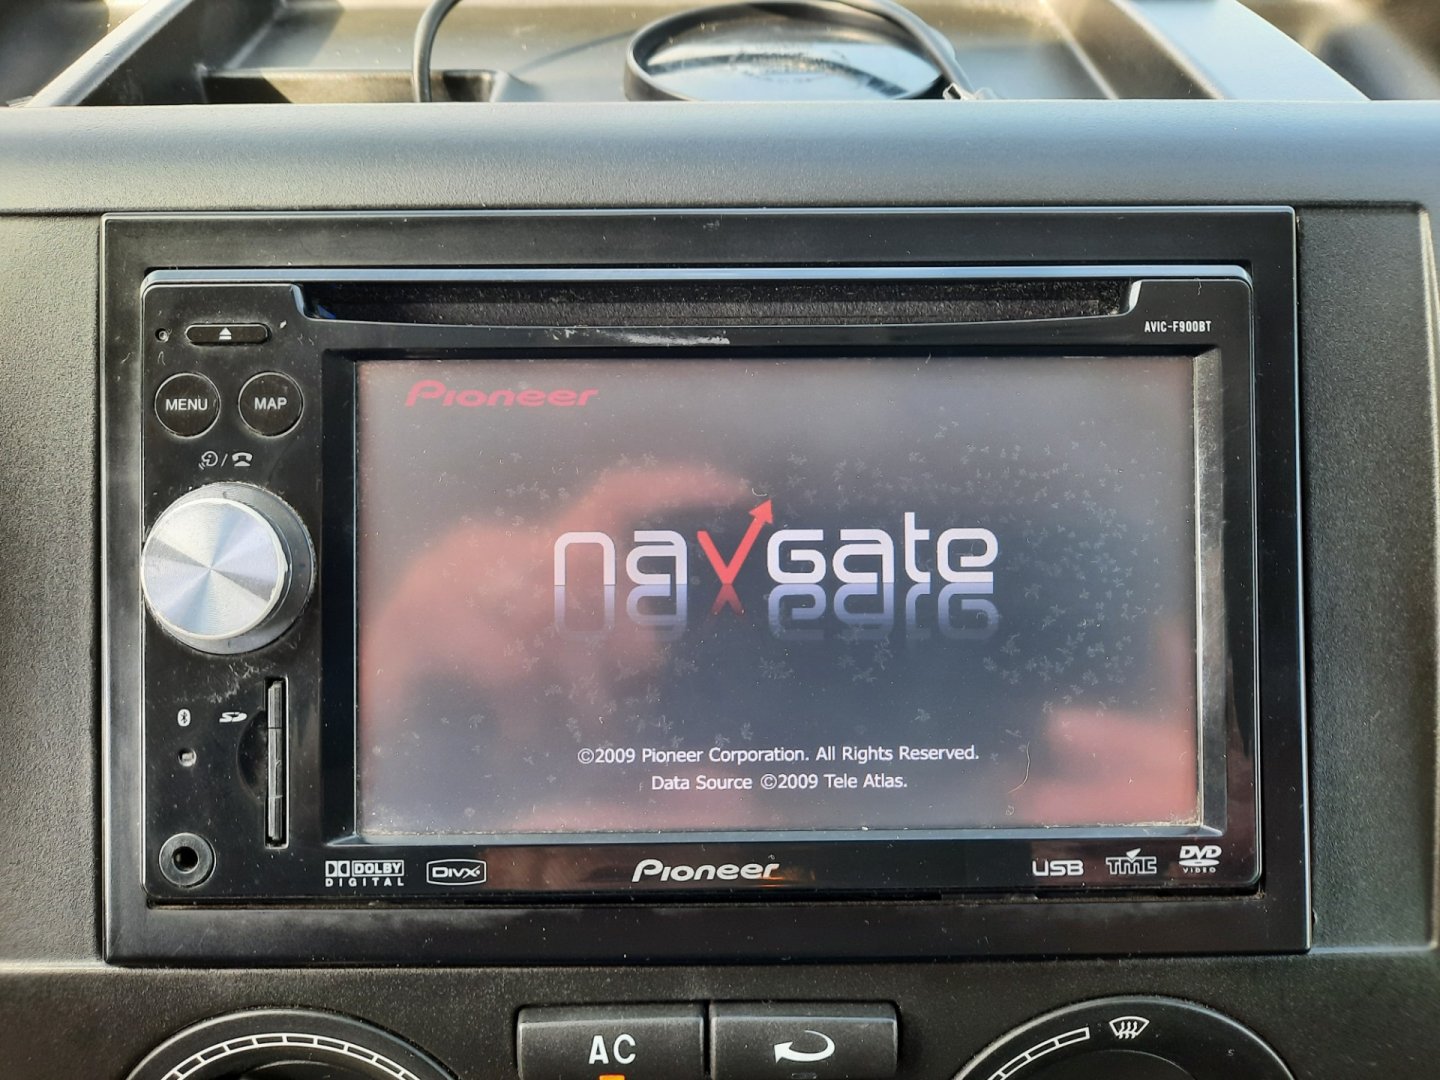 AVIC-F900BT
MENU
MAP
Pioneer
navgate
©2009 Pioneer Corporation. All Rights Reserved.
Data Source ©2009 Tele Atlas.
SD
DOLBY
DIGITAL
DIVX
Pioneer
USB
TMC
DVD
VIDEO
AC